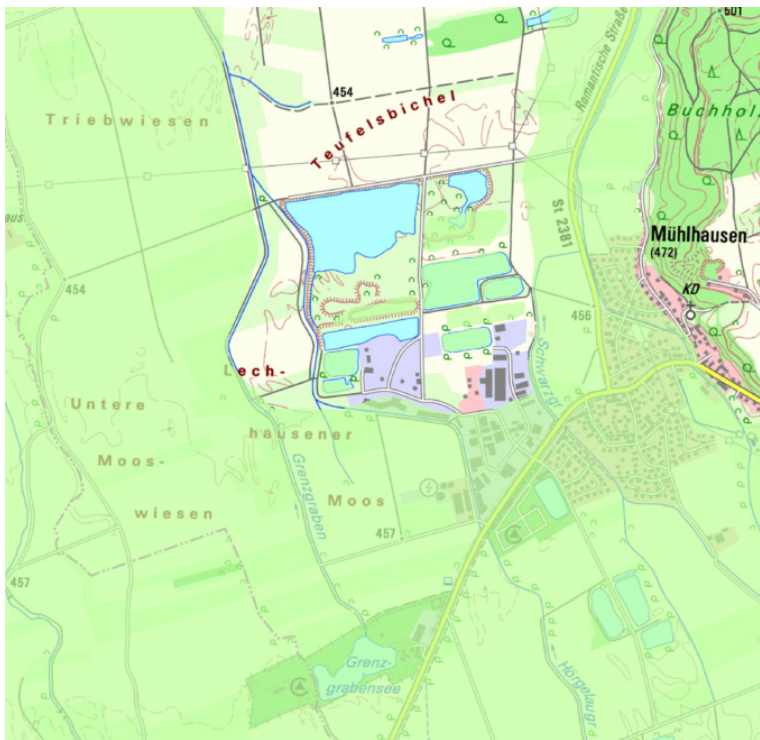 501
Romantische Straße
454
Teufelsbichel
Triebwiesen
Buchhol
St 2381
Mühlhausen
(472)
KD
454
456
Schwarzgr
Lech-
Untere
hausener
Moos-
Moos
wiesen
Grenzgraben
457
457
Grenz-
grabensee
Hörgelaugr